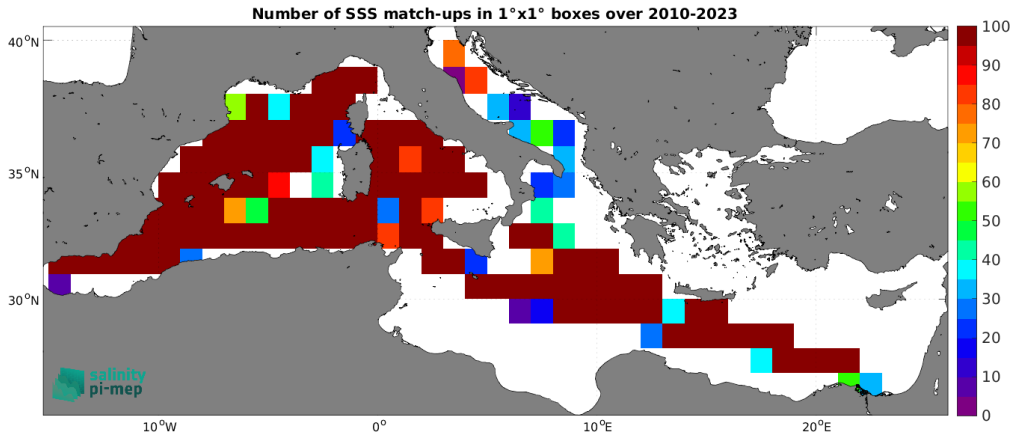 Number of SSS match-ups in 1°x1° boxes over 2010-2023
40°N
35°N
30°N
10°W
0°
10°E
20°E
100
90
80
70
60
50
40
30
20
10
0
salinity
pi-mep